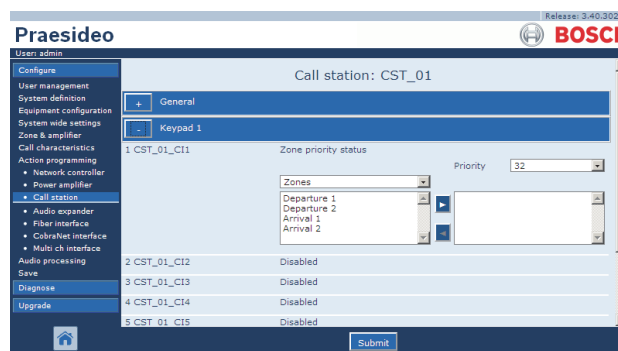 Release: 3.40.302
Praesideo
BOSCH
User: admin
Configure
User management
System definition
Equipment configuration
System wide settings
Zone & amplifier
Call characteristics
Action programming
• Network controller
• Power amplifier
• Call station
• Audio expander
• Fiber interface
• CobraNet interface
• Multi ch interface
Audio processing
Save
Diagnose
Upgrade
Call station: CST_01
+ General
- Keypad 1
1 CST_01_CI1 Zone priority status
Priority 32
Zones
Departure 1
Departure 2
Arrival 1
Arrival 2
2 CST_01_CI2 Disabled
3 CST_01_CI3 Disabled
4 CST_01_CI4 Disabled
5 CST_01_CI5 Disabled
Submit